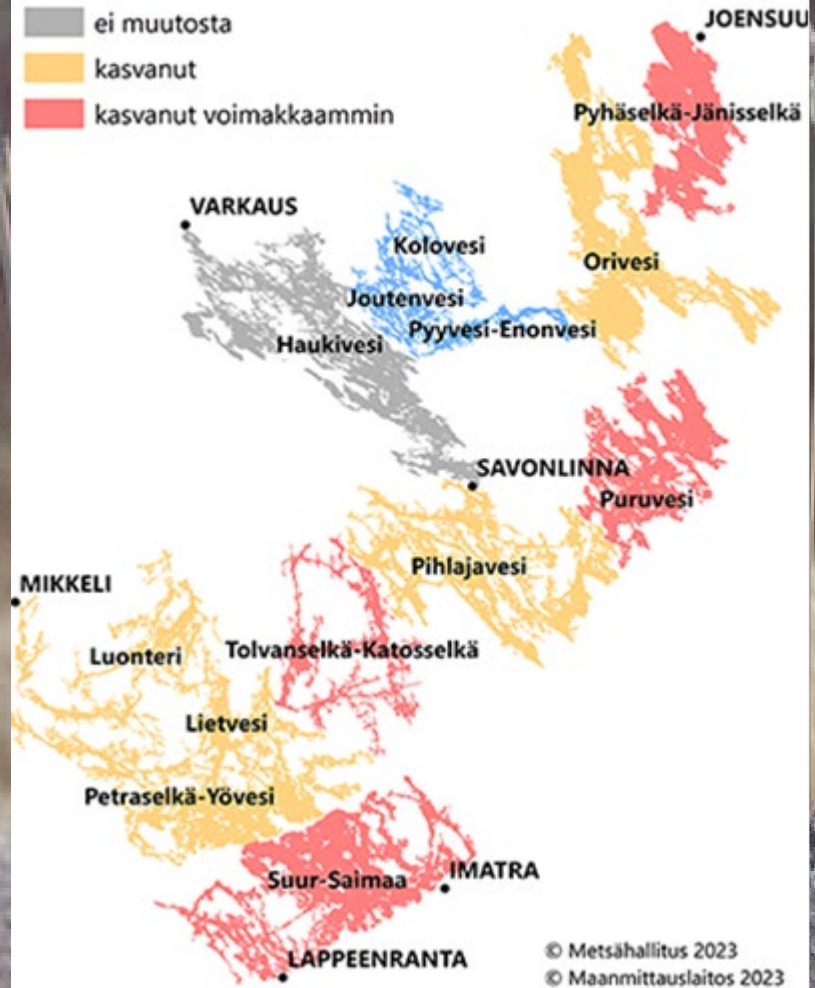 ei muutosta
kasvanut
kasvanut voimakkaammin
JOENSUU
Pyhäselkä-Jänisselkä
VARKAUS
Kolovesi
Orivesi
Joutenvesi
Pyyvesi-Enonvesi
Haukivesi
SAVONLINNA
Puruvesi
Pihlajavesi
MIKKELI
Luonteri
Tolvanselkä-Katosselkä
Lietvesi
Petraselkä-Yövesi
Suur-Saimaa
IMATRA
LAPPEENRANTA
© Metsähallitus 2023
© Maanmittauslaitos 2023